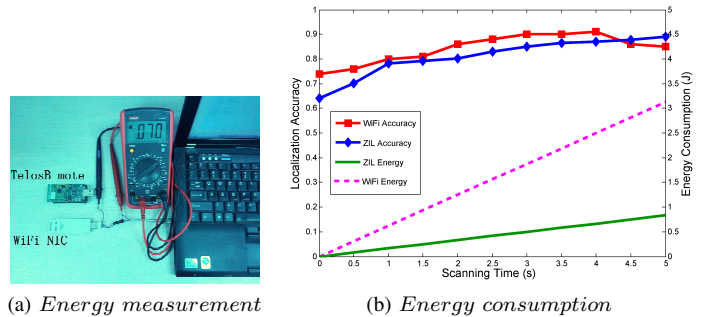 TelosB mote
WiFi NIC
070
(a) Energy measurement
Localization Accuracy
1
0.9
0.8
0.7
0.6
0.5
0.4
0.3
0.2
0.1
0
WiFi Accuracy
ZIL Accuracy
ZIL Energy
WiFi Energy
0 0.5 1 1.5 2 2.5 3 3.5 4 4.5 5
Scanning Time (s)
5
4.5
4
3.5
3
2.5
2
1.5
1
0.5
0
Energy Consumption (J)
(b) Energy consumption